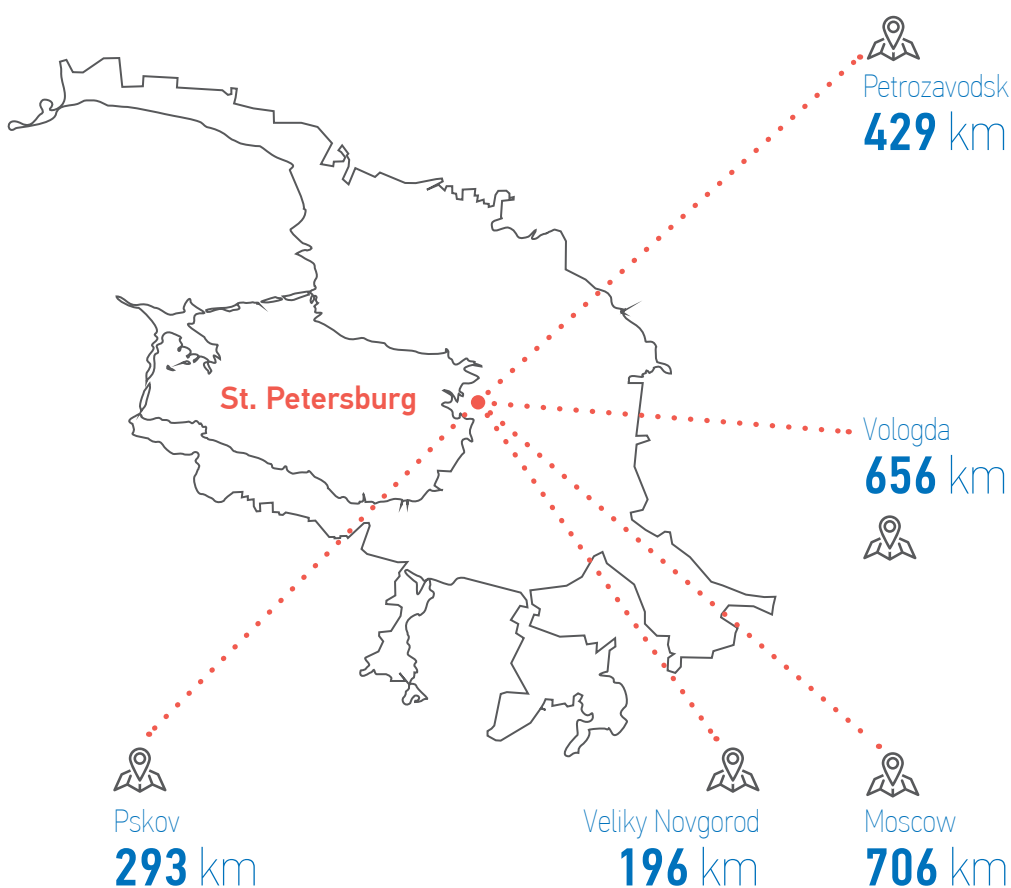 Petrozavodsk
429 km
St. Petersburg
Vologda
656 km
Pskov
293 km
Veliky Novgorod
196 km
Moscow
706 km